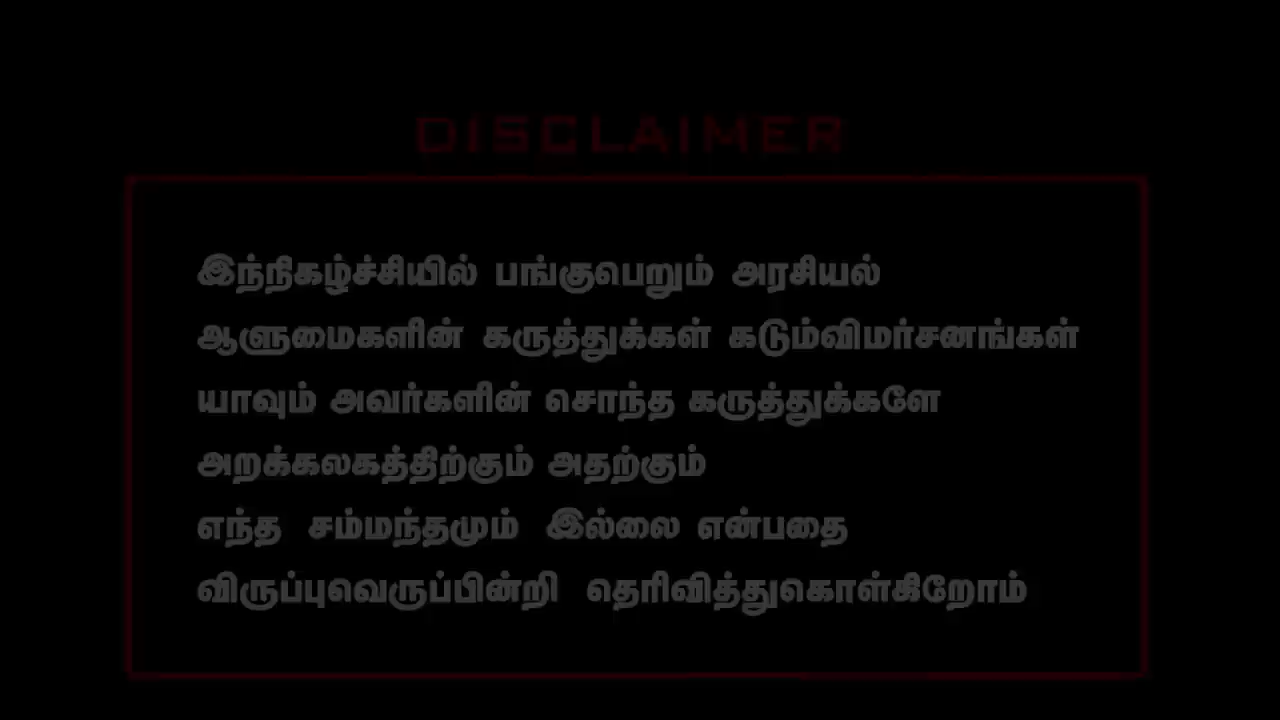 DISCLAIMER
இந்நிகழ்ச்சியில் பங்குபெறும் அரசியல்
ஆளுமைகளின் கருத்துக்கள் கடும்விமர்சனங்கள்
யாவும் அவர்களின் சொந்த கருத்துக்களே
அறக்கலகத்திற்கும் அதற்கும்
எந்த சம்மந்தமும் இல்லை என்பதை
விருப்புவெருப்பின்றி தெரிவித்துகொள்கிறோம்